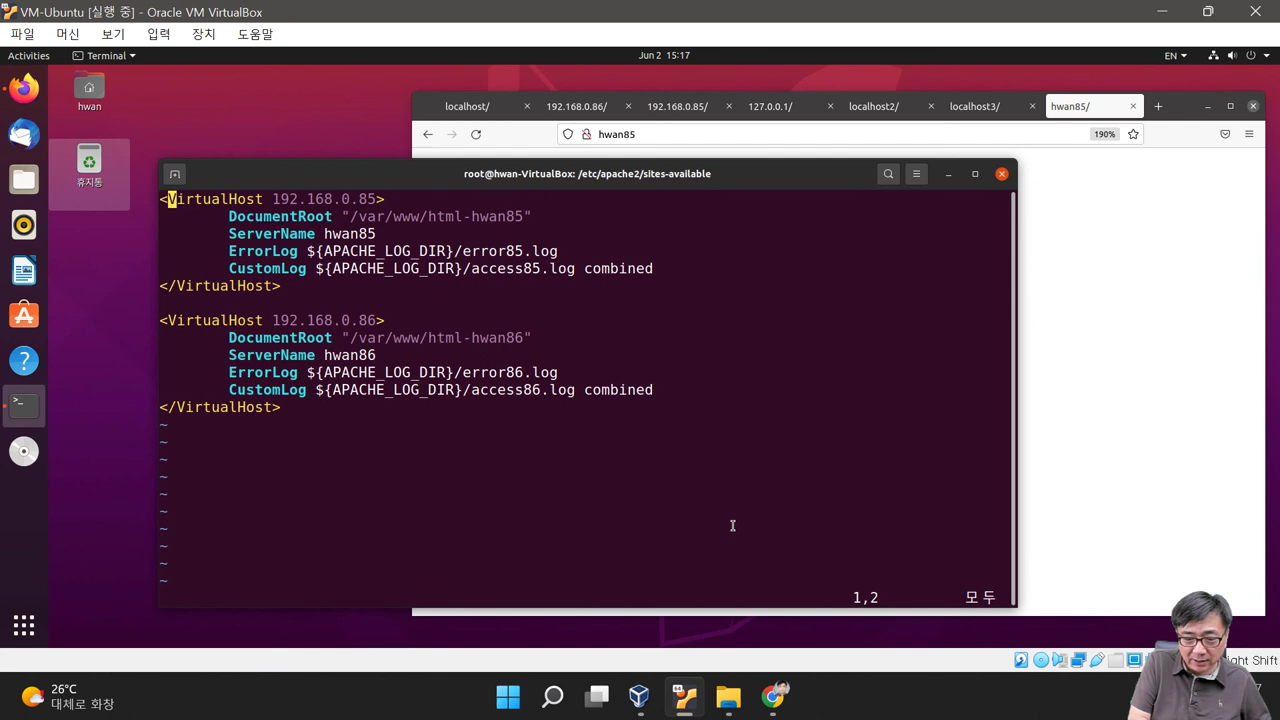 VM-Ubuntu [실행 중] - Oracle VM VirtualBox
파일 머신 보기 입력 장치 도움말
Activities Terminal Jun 2 15:17 EN
hwan
휴지통
localhost/ 192.168.0.86/ 192.168.0.85/ 127.0.0.1/ localhost2/ localhost3/ hwan85/
hwan85 190%
root@hwan-VirtualBox: /etc/apache2/sites-available
<VirtualHost 192.168.0.85>
DocumentRoot "/var/www/html-hwan85"
ServerName hwan85
ErrorLog ${APACHE_LOG_DIR}/error85.log
CustomLog ${APACHE_LOG_DIR}/access85.log combined
</VirtualHost>
<VirtualHost 192.168.0.86>
DocumentRoot "/var/www/html-hwan86"
ServerName hwan86
ErrorLog ${APACHE_LOG_DIR}/error86.log
CustomLog ${APACHE_LOG_DIR}/access86.log combined
</VirtualHost>
~
~
~
~
~
~
~
~
~
~
1,2 모두
Shift
26°C
대체로 화창